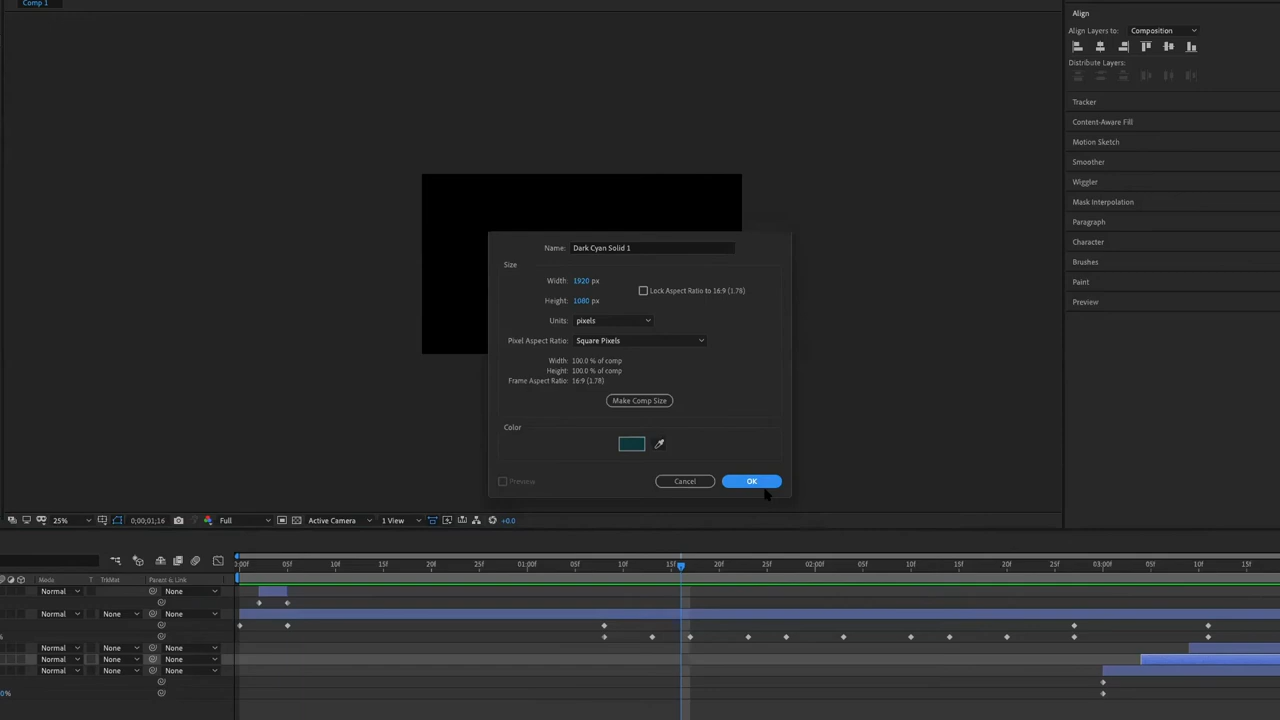 Comp 1
Align
Align Layers to: Composition
Distribute Layers:
Tracker
Content-Aware Fill
Motion Sketch
Smoother
Wiggler
Mask Interpolation
Paragraph
Character
Brushes
Paint
Preview
Name: Dark Cyan Solid 1
Size
Width: 1920 px
Lock Aspect Ratio to 16:9 (1.78)
Height: 1080 px
Units: pixels
Pixel Aspect Ratio: Square Pixels
Width: 100.0 % of comp
Height: 100.0 % of comp
Frame Aspect Ratio: 16:9 (1.78)
Make Comp Size
Color
Preview Cancel OK
25% 0;00;01;16 Full Active Camera 1 View +0.0
0:00f 05f 10f 15f 20f 25f 01:00f 05f 10f 15f 20f 25f 02:00f 05f 10f 15f 20f 25f 03:00f 05f 10f 15f
Mode T TrkMat Parent & Link
Normal None
Normal None None
%
Normal None None
Normal None None
Normal None None
0%